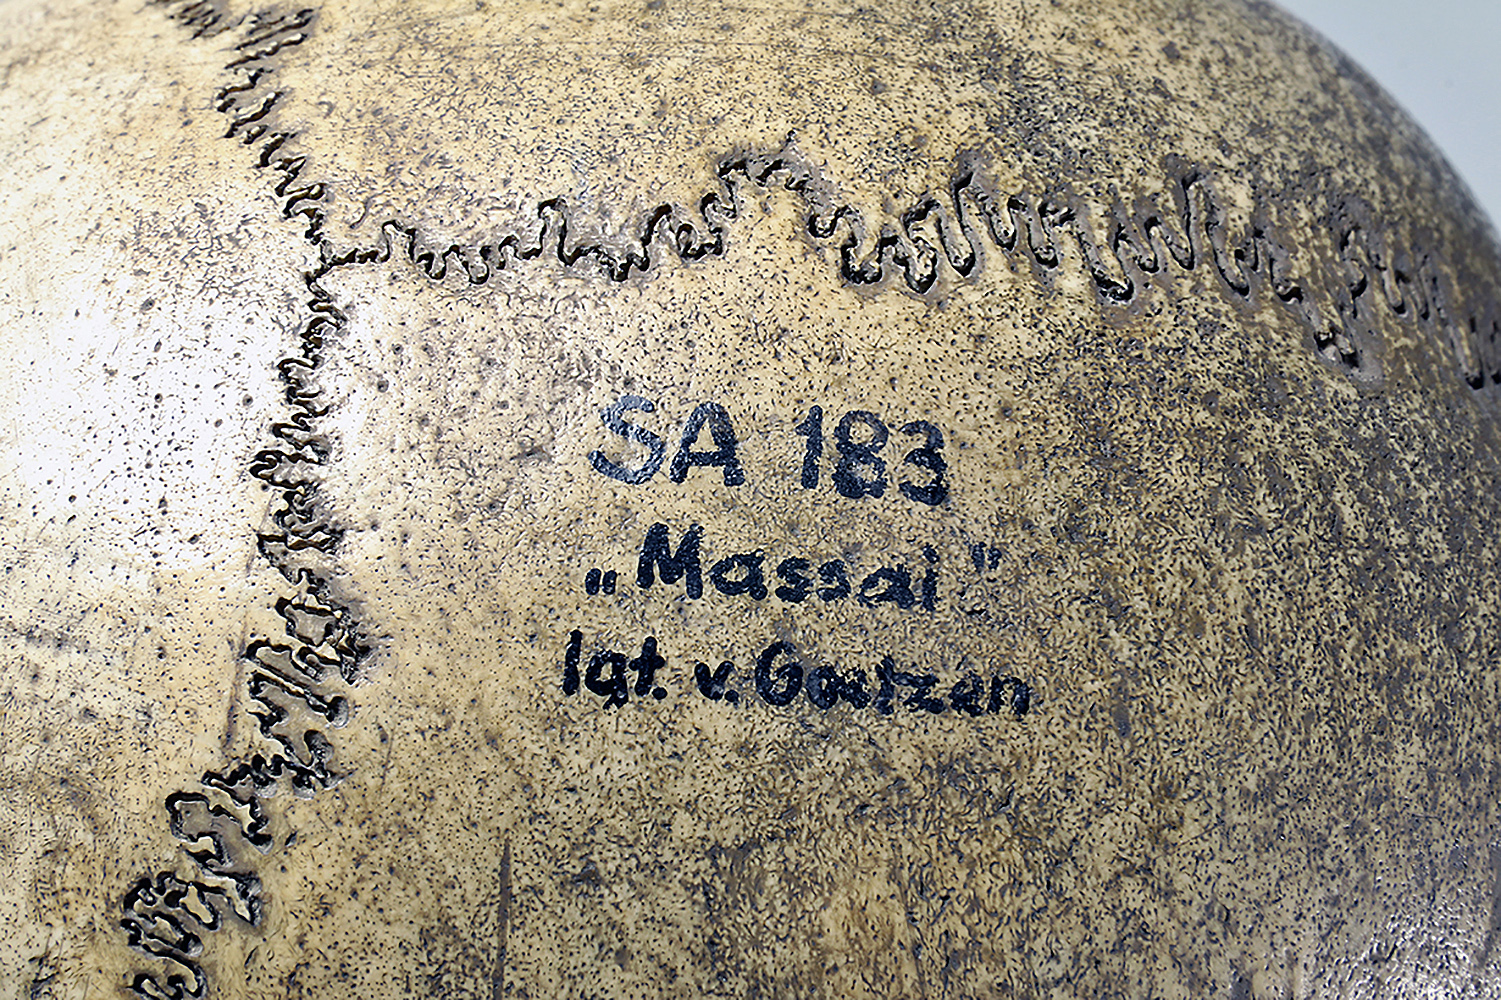 SA 183
„Massai"
lgt. v. Goetzen